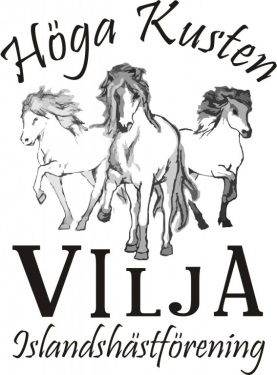 Höga Kusten
VILJA
Islandshästförening